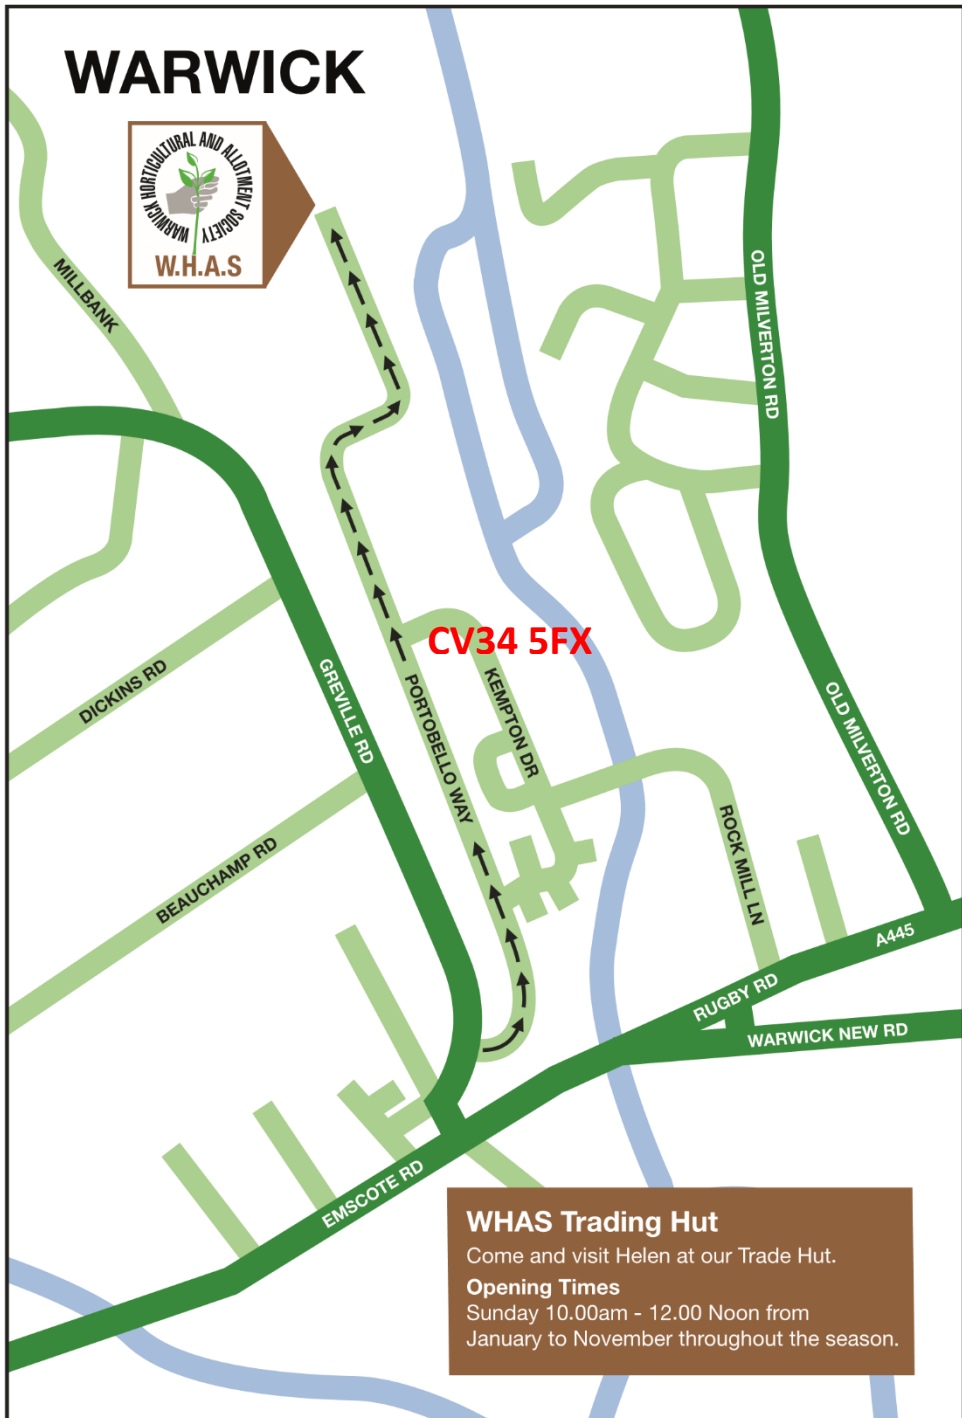 WARWICK
WARWICK HORTICULTURAL AND ALLOTMENT SOCIETY
W.H.A.S
MILLBANK
OLD MILVERTON RD
CV34 5FX
DICKINS RD
GREVILLE RD
PORTOBELLO WAY
KEMPTON DR
OLD MILVERTON RD
BEAUCHAMP RD
ROCK MILL LN
A445
RUGBY RD
WARWICK NEW RD
EMSCOTE RD
WHAS Trading Hut
Come and visit Helen at our Trade Hut.
Opening Times
Sunday 10.00am - 12.00 Noon from
January to November throughout the season.